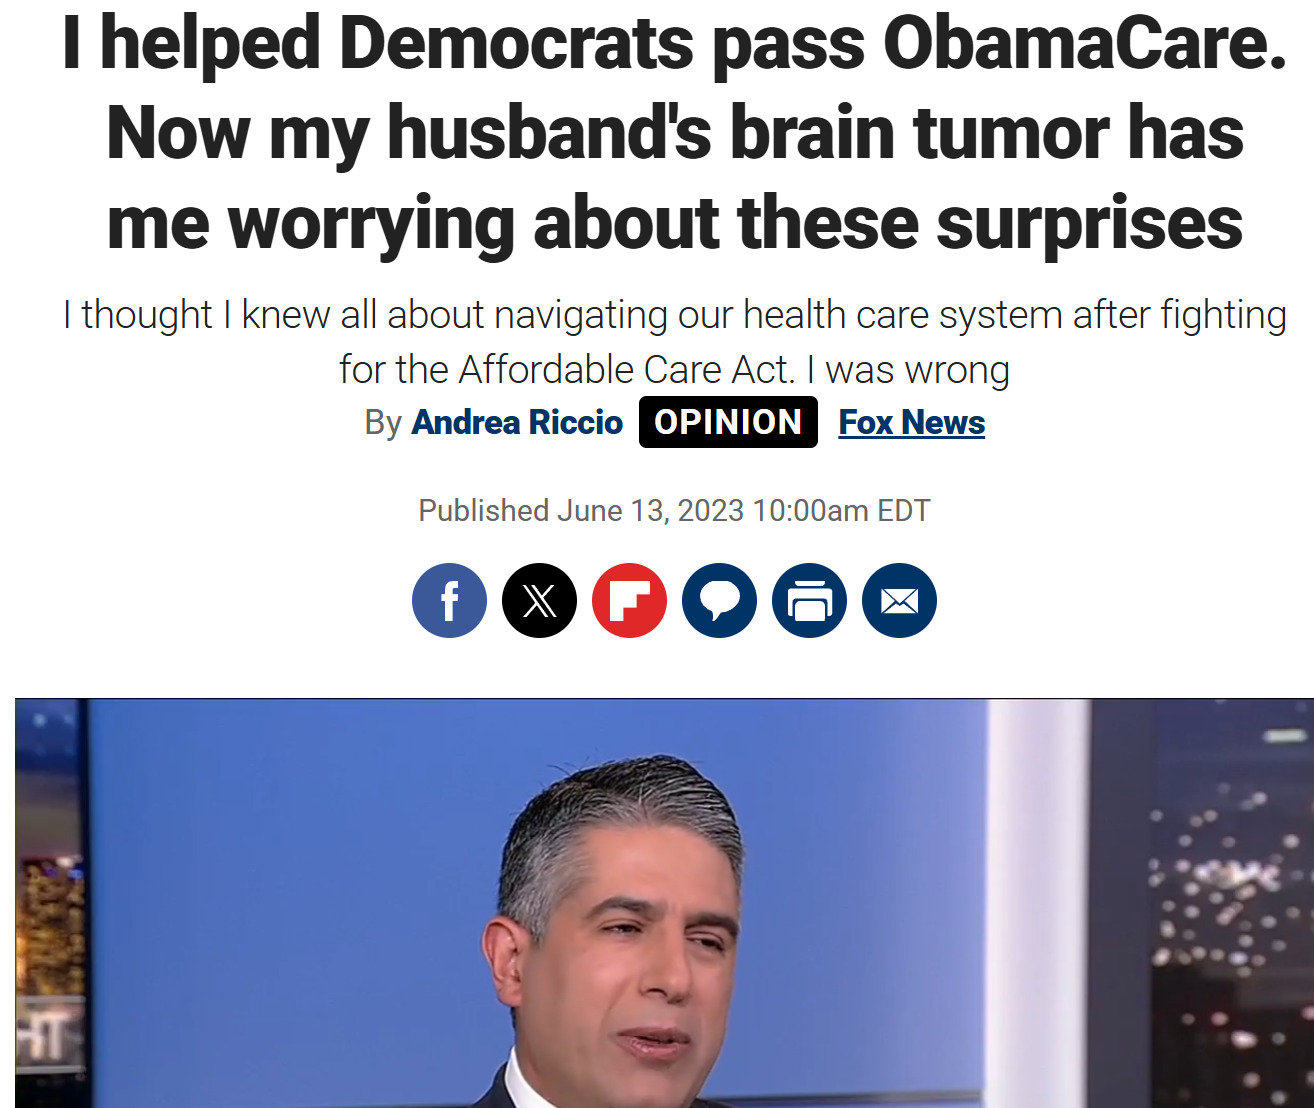 I helped Democrats pass ObamaCare.
Now my husband's brain tumor has
me worrying about these surprises
I thought I knew all about navigating our health care system after fighting
for the Affordable Care Act. I was wrong
By Andrea Riccio OPINION Fox News
Published June 13, 2023 10:00am EDT
HT